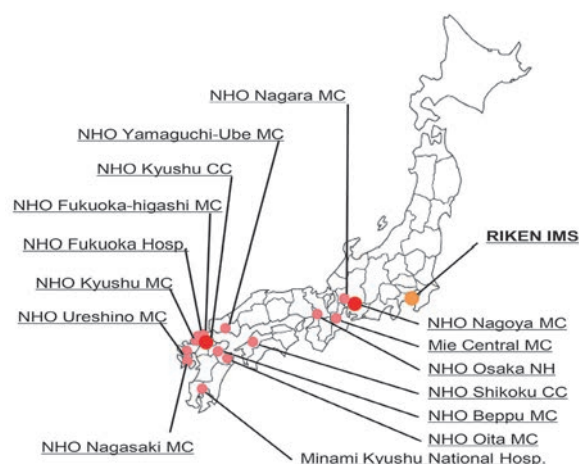 NHO Nagara MC
NHO Yamaguchi-Ube MC
NHO Kyushu CC
NHO Fukuoka-higashi MC
NHO Fukuoka Hosp.
NHO Kyushu MC
NHO Ureshino MC
RIKEN IMS
NHO Nagoya MC
Mie Central MC
NHO Osaka NH
NHO Shikoku CC
NHO Beppu MC
NHO Oita MC
NHO Nagasaki MC
Minami Kyushu National Hosp.